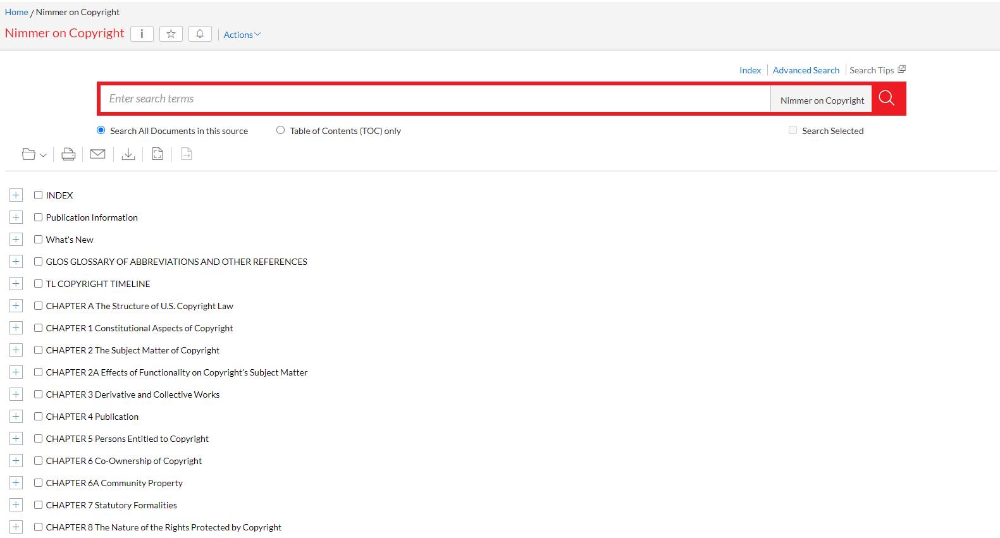 Home / Nimmer on Copyright
Nimmer on Copyright i Actions
Index Advanced Search Search Tips
Enter search terms Nimmer on Copyright
Search All Documents in this source Table of Contents (TOC) only Search Selected
INDEX
Publication Information
What's New
GLOS GLOSSARY OF ABBREVIATIONS AND OTHER REFERENCES
TL COPYRIGHT TIMELINE
CHAPTER A The Structure of U.S. Copyright Law
CHAPTER 1 Constitutional Aspects of Copyright
CHAPTER 2 The Subject Matter of Copyright
CHAPTER 2A Effects of Functionality on Copyright's Subject Matter
CHAPTER 3 Derivative and Collective Works
CHAPTER 4 Publication
CHAPTER 5 Persons Entitled to Copyright
CHAPTER 6 Co-Ownership of Copyright
CHAPTER 6A Community Property
CHAPTER 7 Statutory Formalities
CHAPTER 8 The Nature of the Rights Protected by Copyright